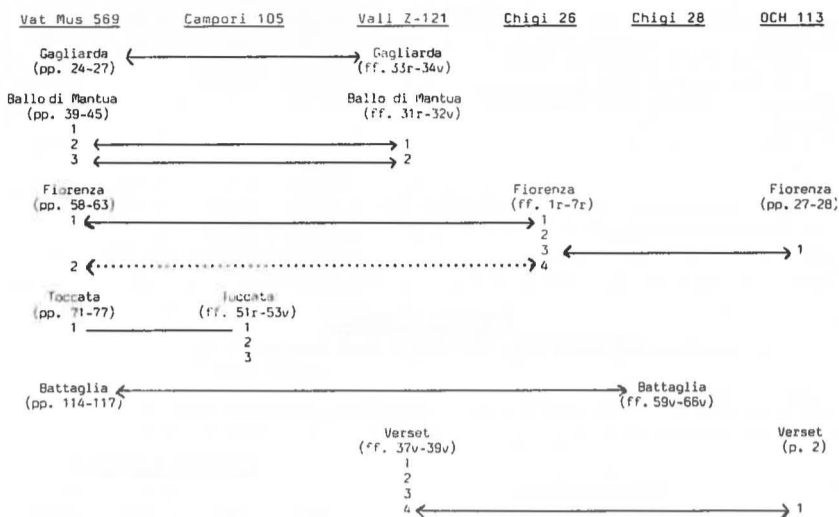 Vat Mus 569 Campori 105 Vall Z-121 Chigi 26 Chigi 28 OCH 113
Gagliarda Gagliarda
(pp. 24-27) (ff. 33r-34v)
Ballo di Mantua Ballo di Mantua
(pp. 39-45) (ff. 31r-32v)
1
2 1
3 2
Fiorenza Fiorenza Fiorenza
(pp. 58-63) (ff. 1r-7r) (pp. 27-28)
1 1
2
3 1
2 4
Toccata Toccata
(pp. 71-77) (ff. 51r-53v)
1 1
2
3
Battaglia Battaglia
(pp. 114-117) (ff. 59v-66v)
Verset Verset
(ff. 37v-39v) (p. 2)
1
2
3
4 1